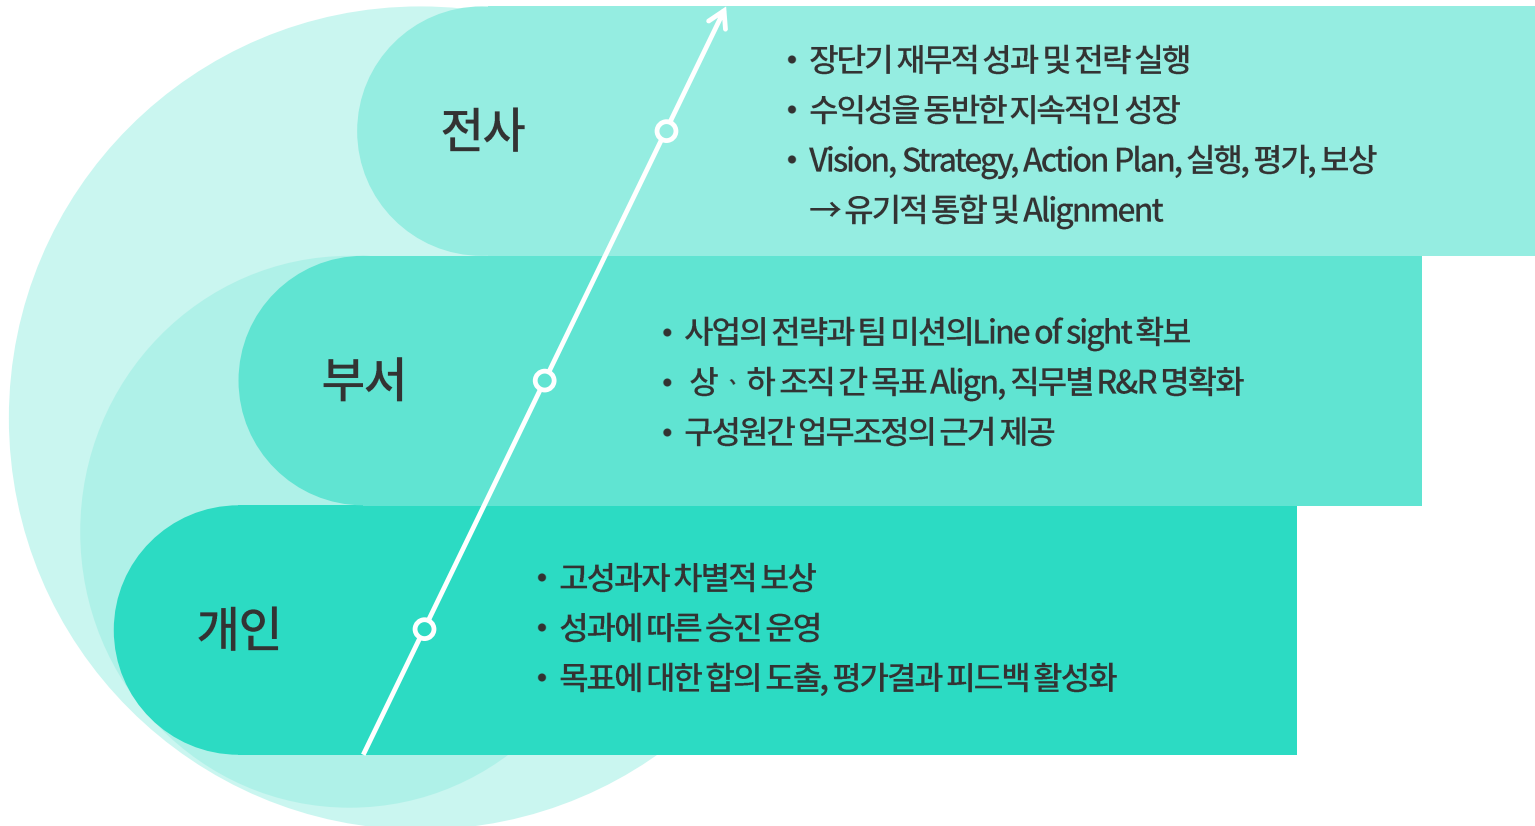 전사
• 장단기 재무적 성과 및 전략 실행
• 수익성을 동반한 지속적인 성장
• Vision, Strategy, Action Plan, 실행, 평가, 보상
→ 유기적 통합 및 Alignment
부서
• 사업의 전략과 팀 미션의Line of sight 확보
• 상、하 조직 간 목표 Align, 직무별 R&R 명확화
• 구성원간 업무조정의 근거 제공
개인
• 고성과자 차별적 보상
• 성과에 따른 승진 운영
• 목표에 대한 합의 도출, 평가결과 피드백 활성화